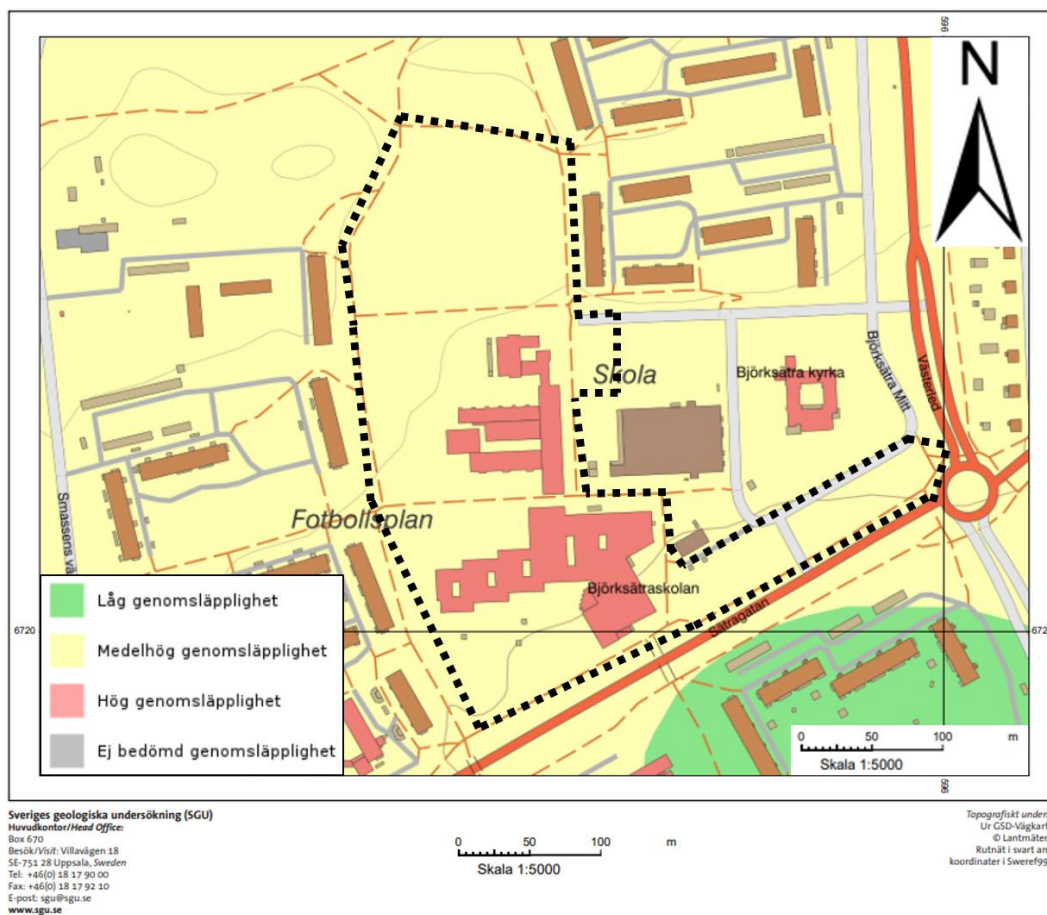 596
N
Skola
Björksätra kyrka
Björksätra Mitt
Västerled
Fotbollsplan
Björksätraskolan
Sätragatan
6720
672
Låg genomsläpplighet
Medelhög genomsläpplighet
Hög genomsläpplighet
Ej bedömd genomsläpplighet
0 50 100 m
Skala 1:5000
596
Sveriges geologiska undersökning (SGU)
Huvudkontor/Head Office:
Box 670
Besök/Visit: Villavägen 18
SE-751 28 Uppsala, Sweden
Tel: +46(0) 18 17 90 00
Fax: +46(0) 18 17 92 10
E-post: sgu@sgu.se
www.sgu.se
0 50 100 m
Skala 1:5000
Topografiskt under
Ur GSD-Vägkart
© Lantmäter
Rutnät i svart an
koordinater i Sweref99